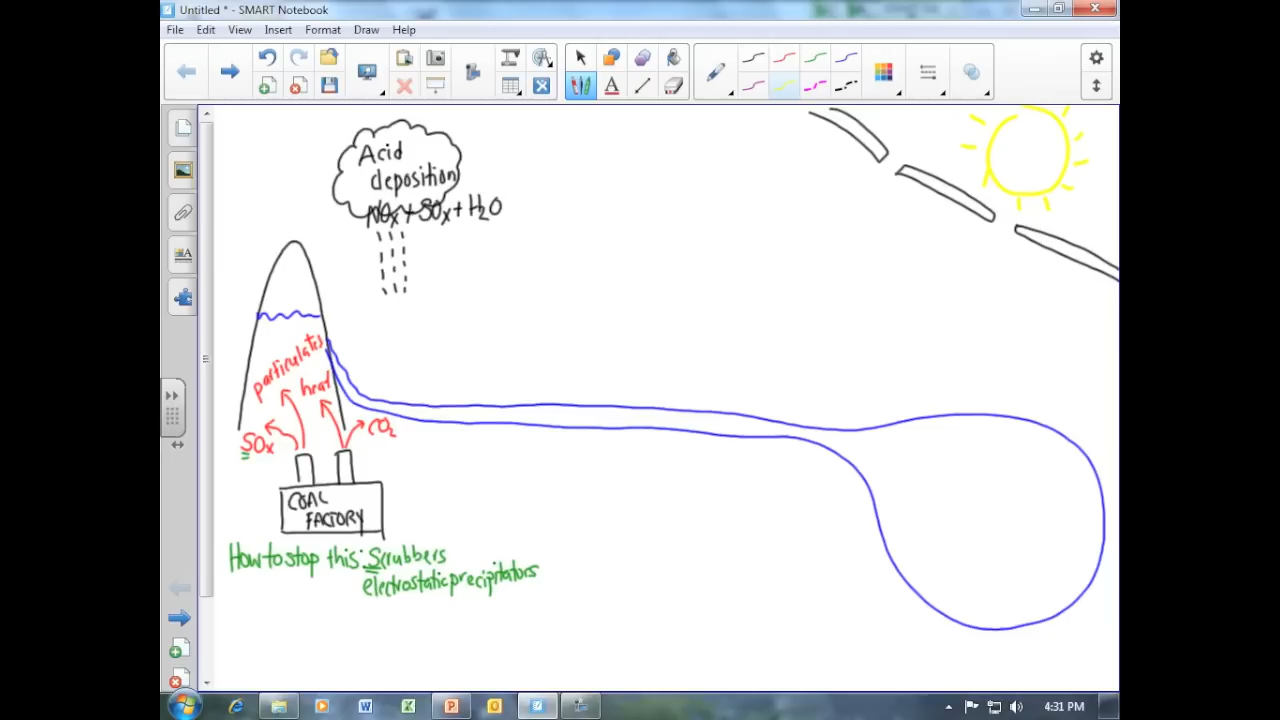 Untitled * - SMART Notebook
File Edit View Insert Format Draw Help
Acid
deposition
NOx + SOx + H2O
particulates
heat
SOx
CO2
COAL
FACTORY
How to stop this: Scrubbers
electrostatic precipitators
4:31 PM